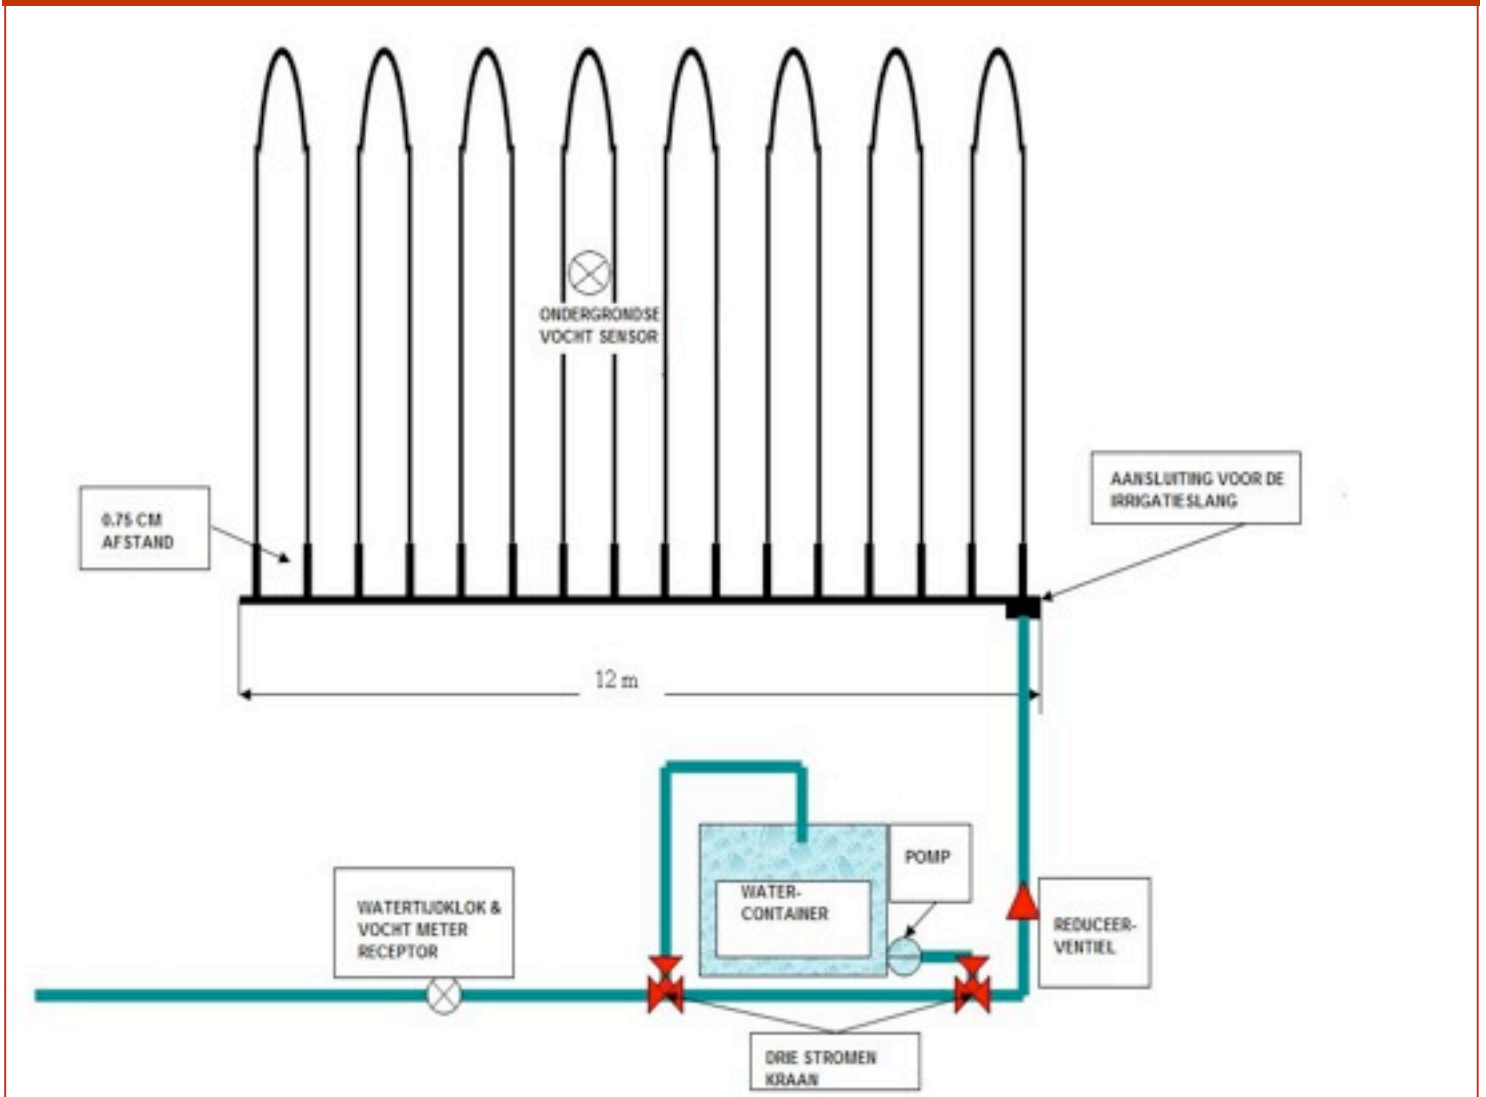 ONDERGRONDSE
VOCHT SENSOR
AANSLUITING VOOR DE
IRRIGATIESLANG
0.75 CM
AFSTAND
12 m
POMP
WATER-
CONTAINER
WATERTIJDKLOK &
VOCHT METER
RECEPTOR
REDUCEER-
VENTIEL
DRIE STROMEN
KRAAN